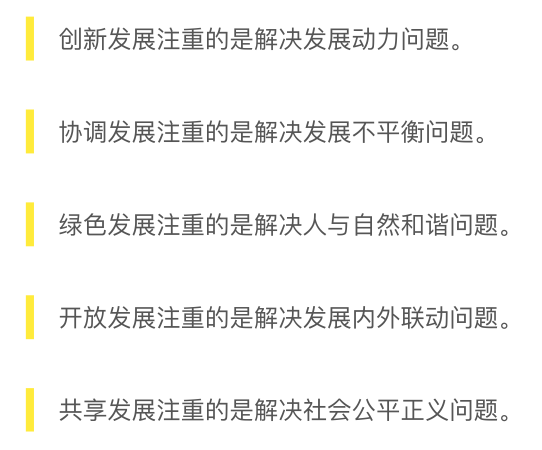 创新发展注重的是解决发展动力问题。
协调发展注重的是解决发展不平衡问题。
绿色发展注重的是解决人与自然和谐问题。
开放发展注重的是解决发展内外联动问题。
共享发展注重的是解决社会公平正义问题。